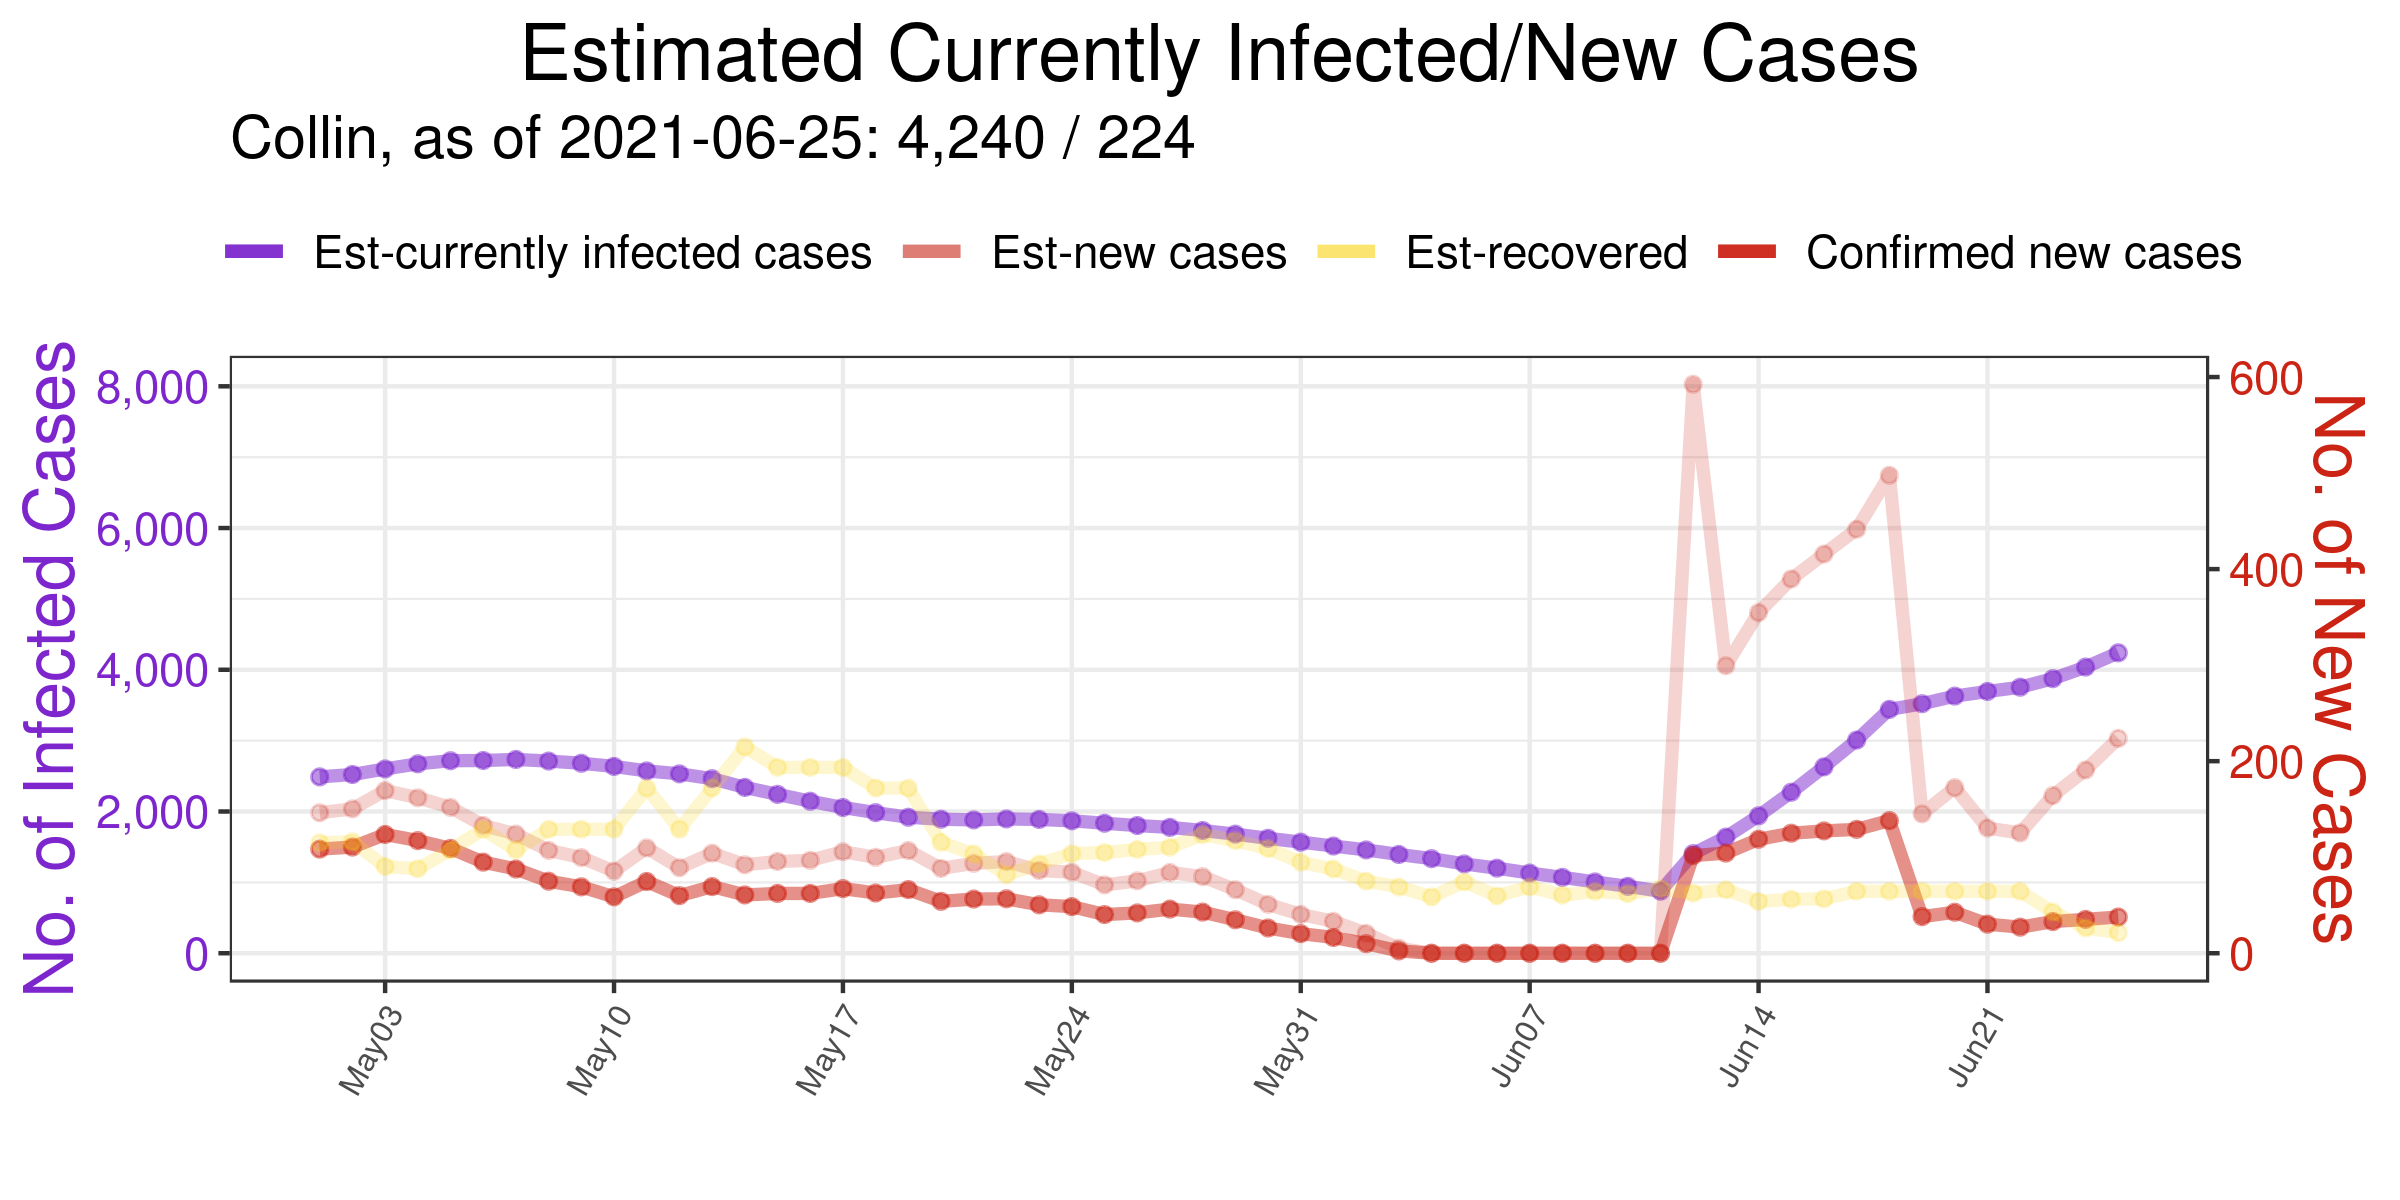 Estimated Currently Infected/New Cases
Collin, as of 2021-06-25: 4,240 / 224
Est-currently infected cases Est-new cases Est-recovered Confirmed new cases
No. of Infected Cases
8,000
6,000
4,000
2,000
0
600
400
200
0
No. of New Cases
May03 May10 May17 May24 May31 Jun07 Jun14 Jun21